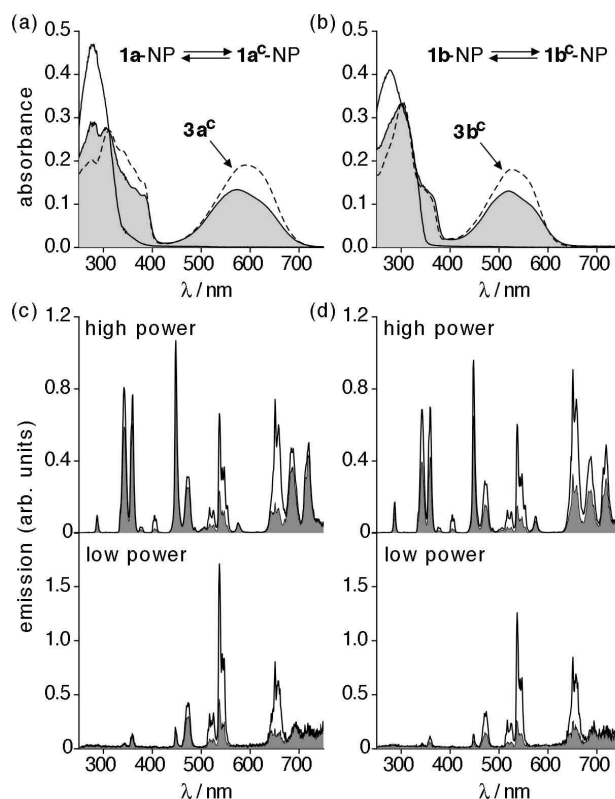 (a) (b)
1a-NP ⇌ 1aᶜ-NP
1b-NP ⇌ 1bᶜ-NP
3aᶜ
3bᶜ
absorbance
0.5
0.4
0.3
0.2
0.1
0.0
0.5
0.4
0.3
0.2
0.1
0.0
300 400 500 600 700
300 400 500 600 700
λ / nm
λ / nm
(c) (d)
high power
high power
1.2
0.8
0.4
0
1.2
0.8
0.4
0
low power
low power
emission (arb. units)
1.5
1.0
0.5
0
1.5
1.0
0.5
0
300 400 500 600 700
300 400 500 600 700
λ / nm
λ / nm